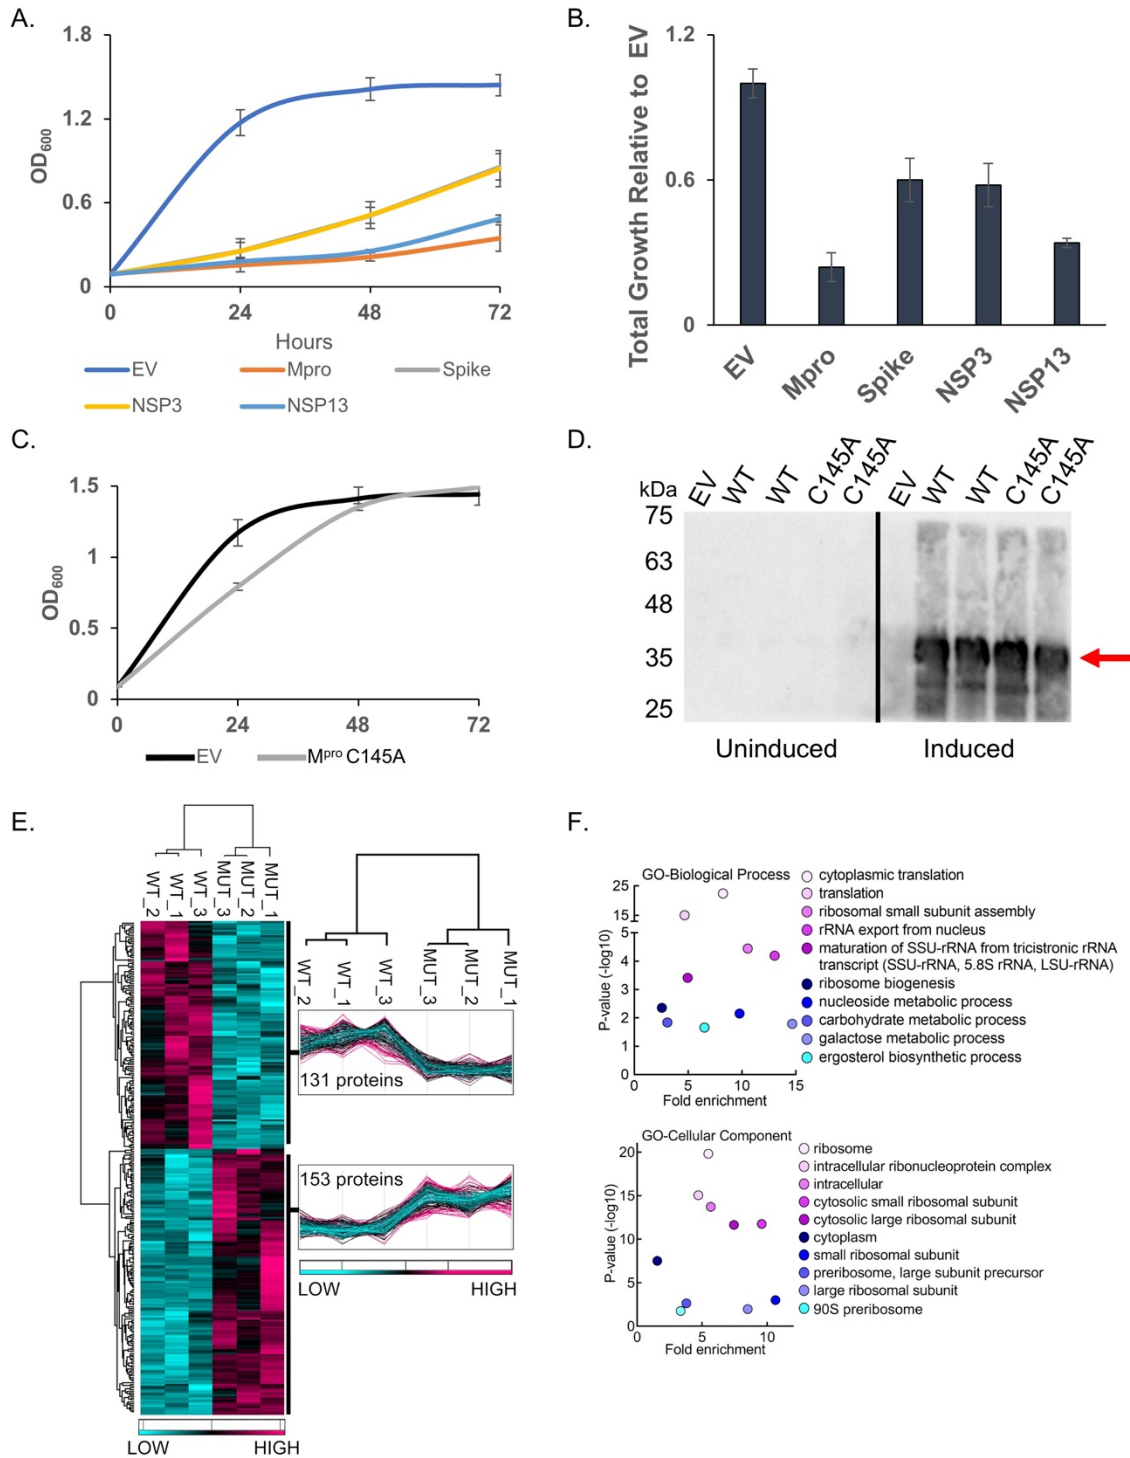 A.
1.8
1.2
0.6
0
OD600
0 24 48 72
Hours
EV Mpro Spike
NSP3 NSP13
B.
Total Growth Relative to EV
1.2
0.6
0
EV Mpro Spike NSP3 NSP13
C.
1.5
1
0.5
0
OD600
0 24 48 72
EV Mpro C145A
D.
EV WT WT C145A C145A EV WT WT C145A C145A
kDa
75
63
48
35
25
Uninduced Induced
E.
WT_2 WT_1 WT_3 MUT_3 MUT_2 MUT_1
LOW HIGH
WT_2 WT_1 WT_3 MUT_3 MUT_2 MUT_1
131 proteins
153 proteins
LOW HIGH
F.
GO-Biological Process
25
15
5
4
3
2
1
0
P-value (-log10)
0 5 10 15
Fold enrichment
cytoplasmic translation
translation
ribosomal small subunit assembly
rRNA export from nucleus
maturation of SSU-rRNA from tricistronic rRNA
transcript (SSU-rRNA, 5.8S rRNA, LSU-rRNA)
ribosome biogenesis
nucleoside metabolic process
carbohydrate metabolic process
galactose metabolic process
ergosterol biosynthetic process
GO-Cellular Component
20
15
10
5
0
P-value (-log10)
0 5 10
Fold enrichment
ribosome
intracellular ribonucleoprotein complex
intracellular
cytosolic small ribosomal subunit
cytosolic large ribosomal subunit
cytoplasm
small ribosomal subunit
preribosome, large subunit precursor
large ribosomal subunit
90S preribosome